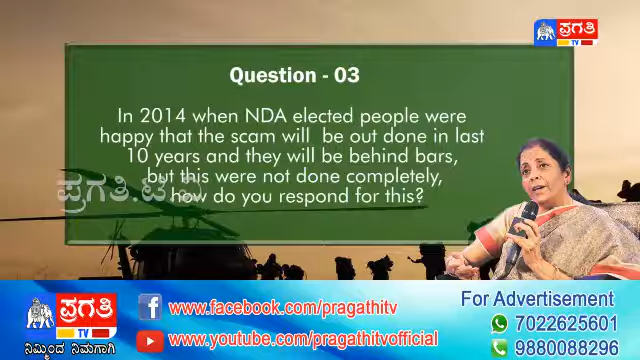 ಪ್ರಗತಿ
TV
Question - 03
In 2014 when NDA elected people were
happy that the scam will be out done in last
10 years and they will be behind bars,
but this were not done completely,
how do you respond for this?
ಪ್ರಗತಿ.ಟಿವಿ
ಪ್ರಗತಿ
TV
ನಿಮ್ಮಿಂದ ನಿಮಗಾಗಿ
www.facebook.com/pragathitv
www.youtube.com/pragathitvofficial
For Advertisement
7022625601
9880088296